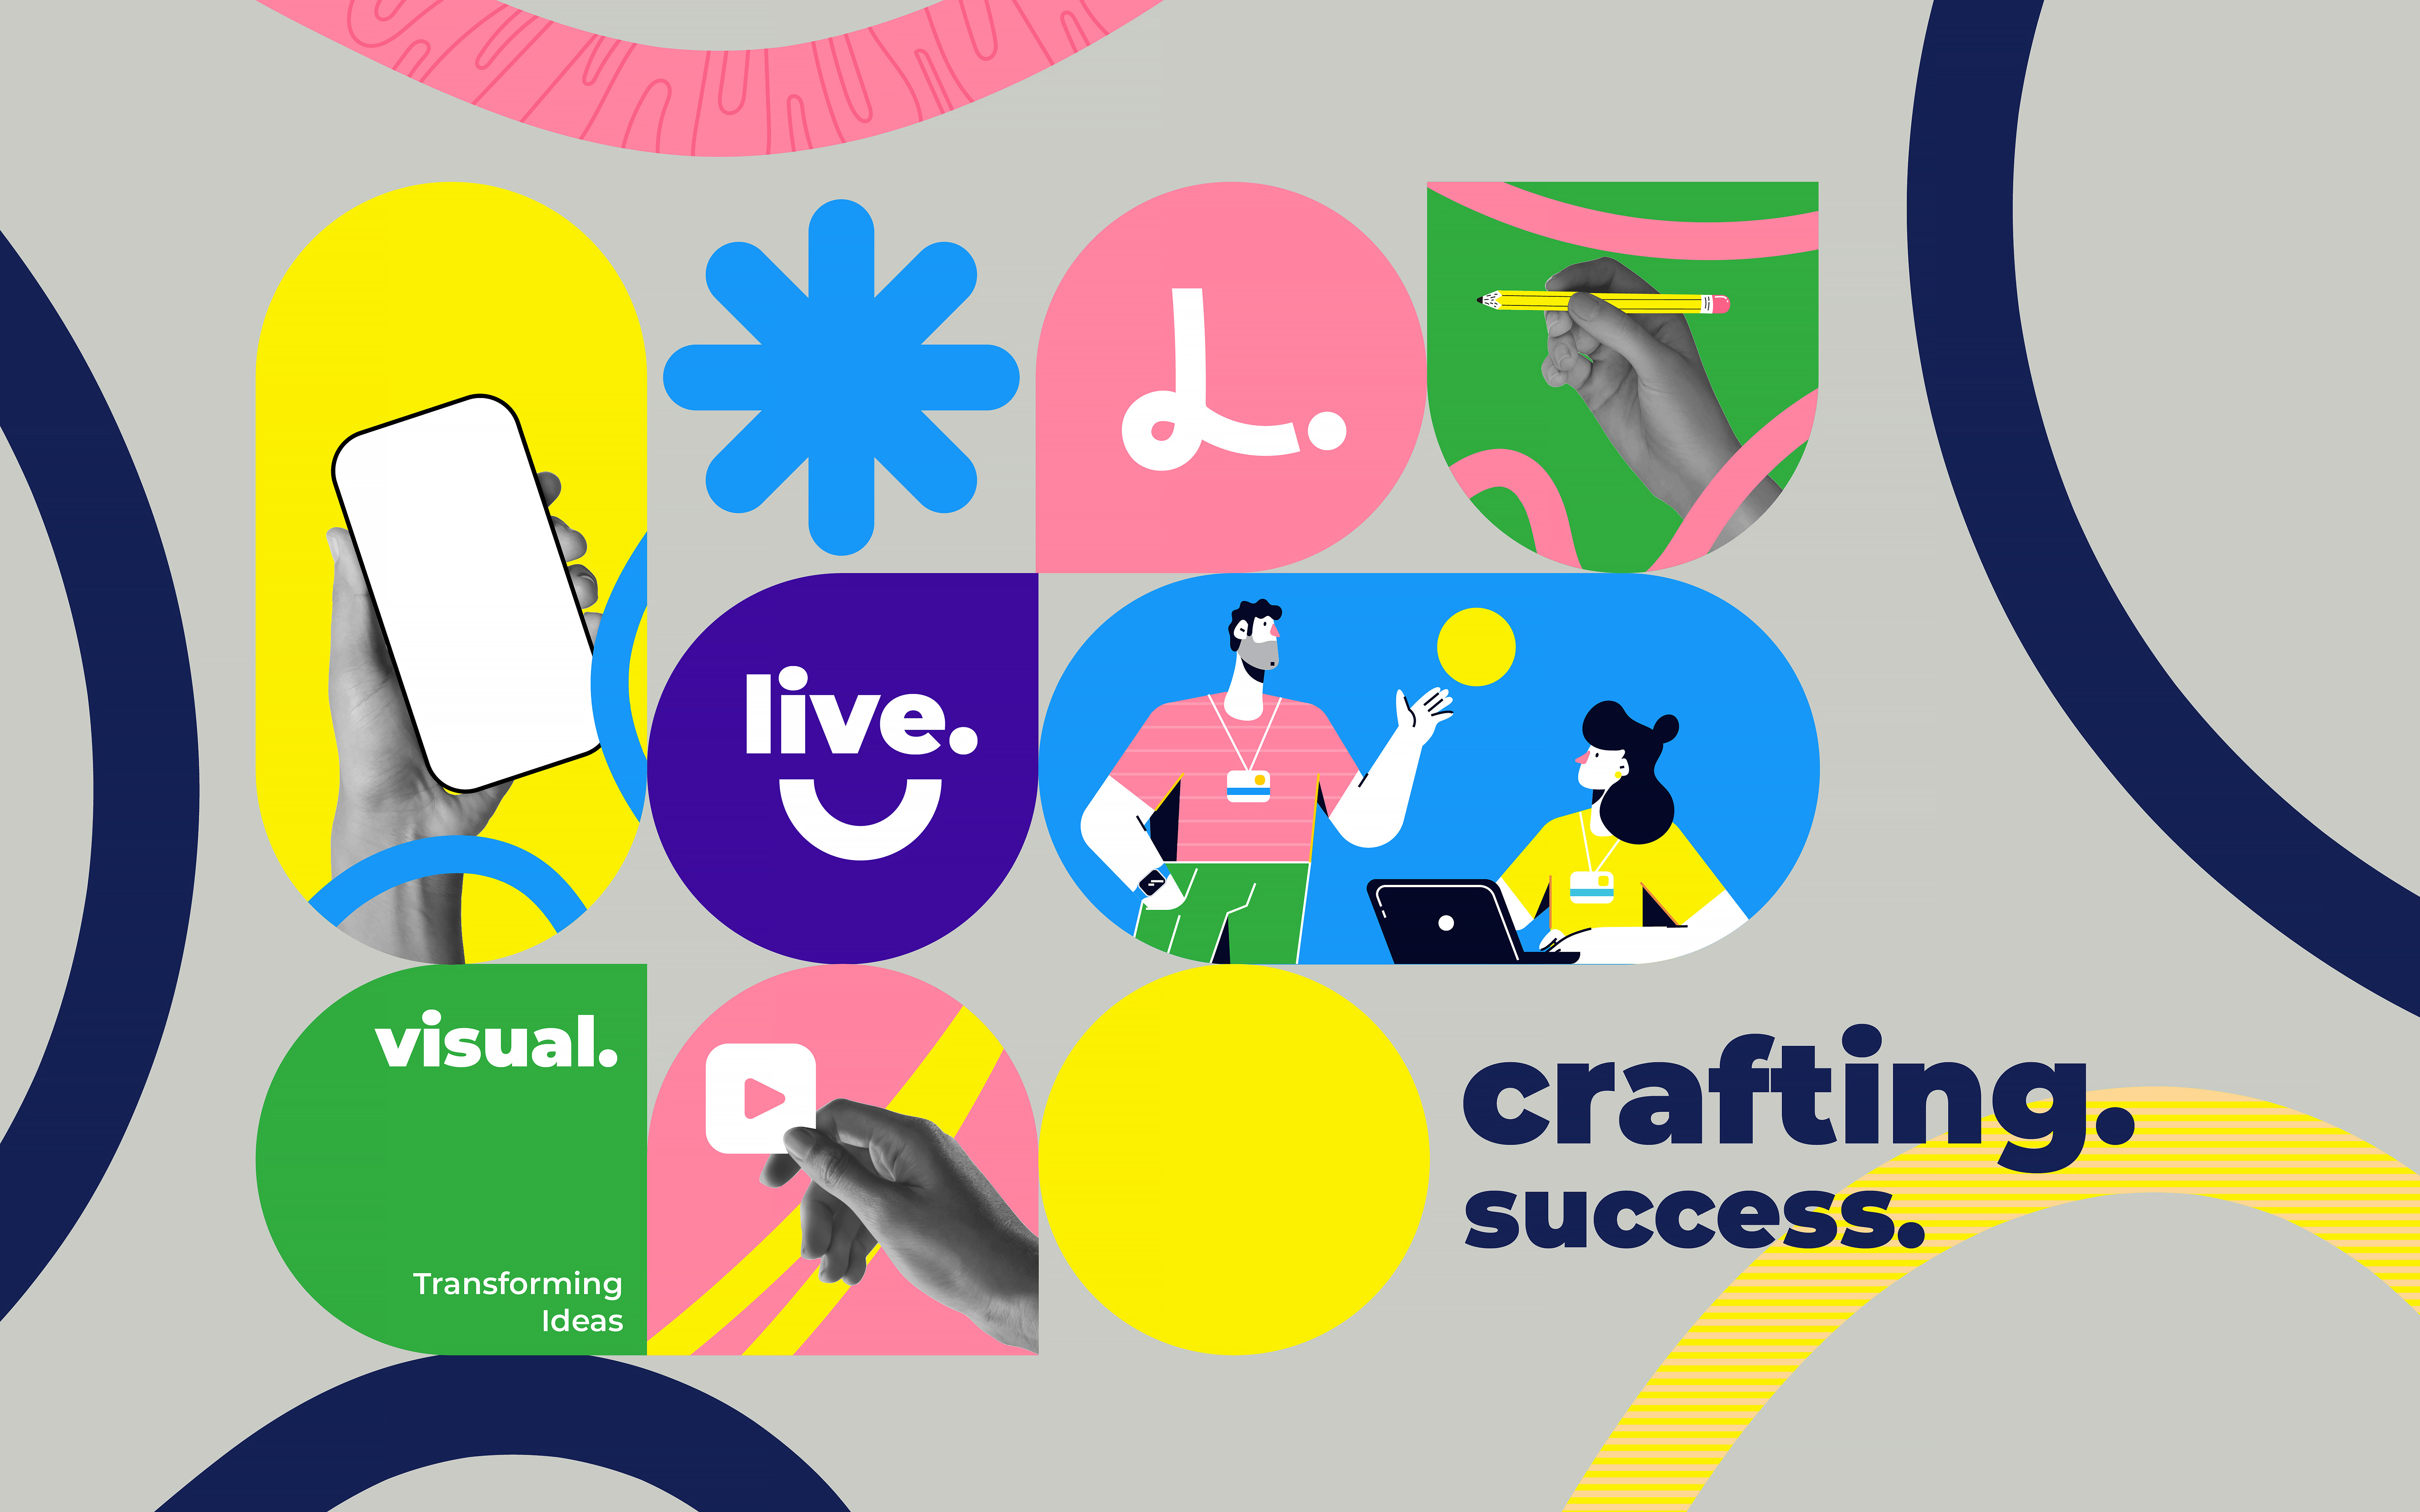 live.
visual.
Transforming
Ideas
crafting.
success.